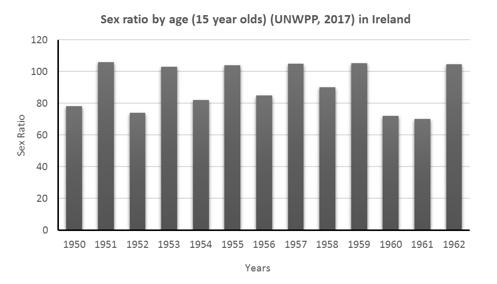 Sex ratio by age (15 year olds) (UNWPP, 2017) in Ireland
120
100
80
60
40
20
0
Sex Ratio
1950 1951 1952 1953 1954 1955 1956 1957 1958 1959 1960 1961 1962
Years